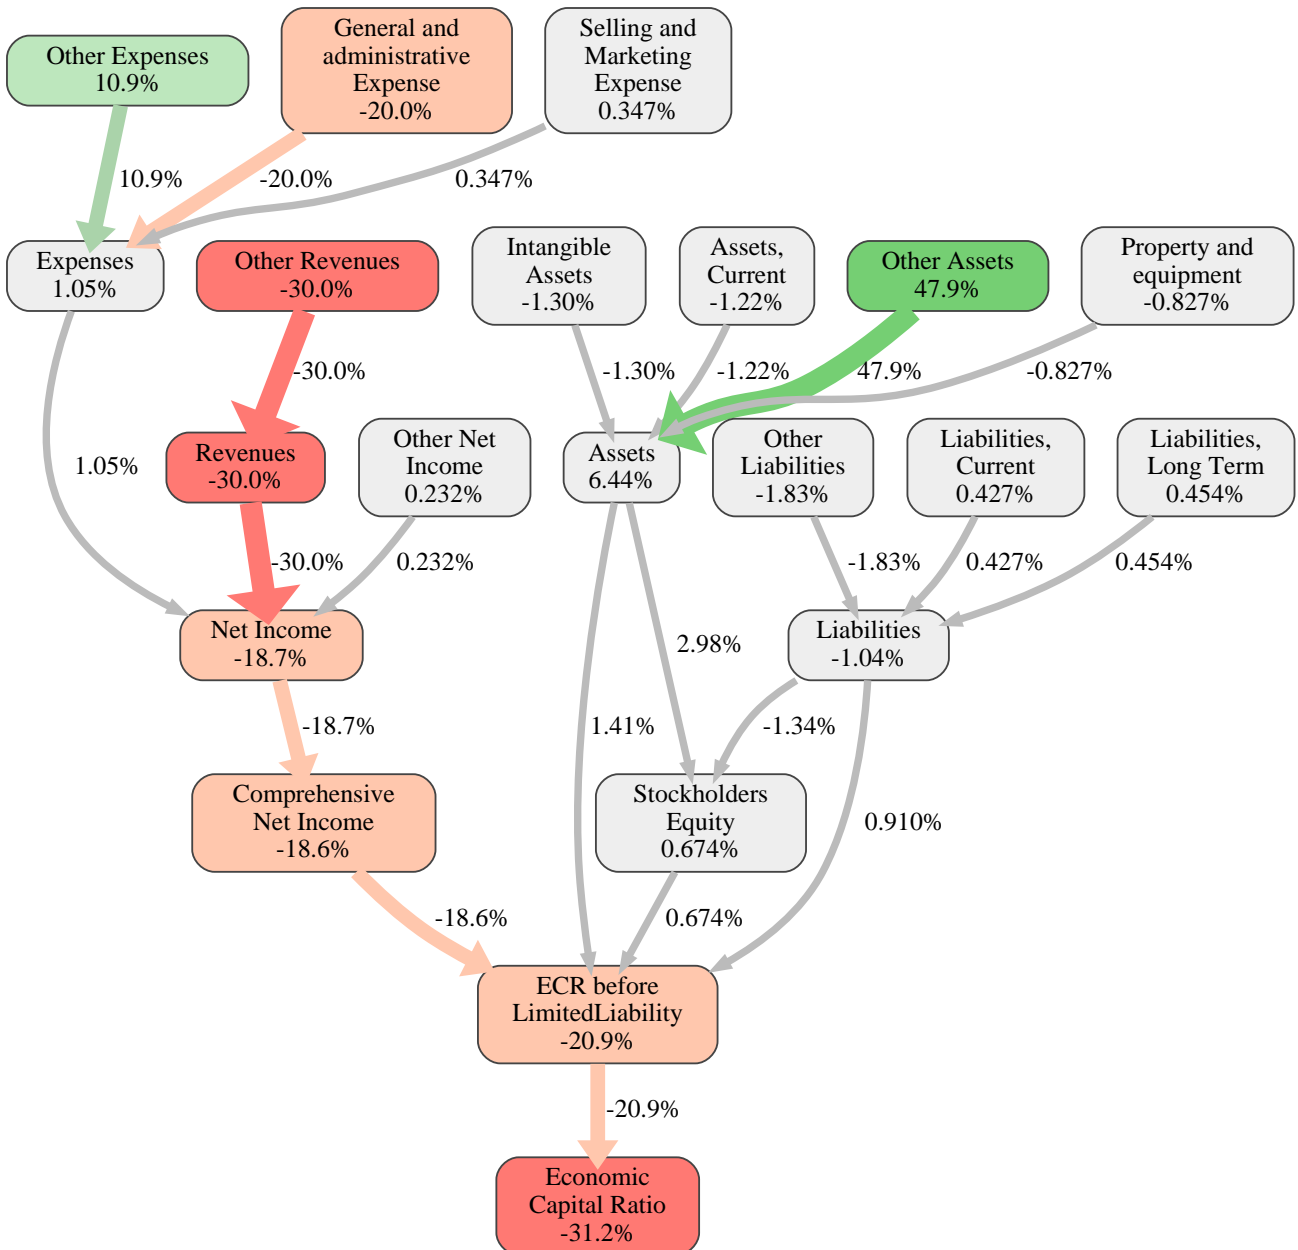 Other Expenses
10.9%
General and
administrative
Expense
-20.0%
Selling and
Marketing
Expense
0.347%
10.9%
-20.0%
0.347%
Expenses
1.05%
Other Revenues
-30.0%
Intangible
Assets
-1.30%
Assets,
Current
-1.22%
Other Assets
47.9%
Property and
equipment
-0.827%
-30.0%
-1.30%
-1.22%
47.9%
-0.827%
1.05%
Revenues
-30.0%
Other Net
Income
0.232%
Assets
6.44%
Other
Liabilities
-1.83%
Liabilities,
Current
0.427%
Liabilities,
Long Term
0.454%
-30.0%
0.232%
-1.83%
0.427%
0.454%
Net Income
-18.7%
2.98%
Liabilities
-1.04%
-18.7%
1.41%
-1.34%
Comprehensive
Net Income
-18.6%
Stockholders
Equity
0.674%
0.910%
-18.6%
0.674%
ECR before
LimitedLiability
-20.9%
-20.9%
Economic
Capital Ratio
-31.2%